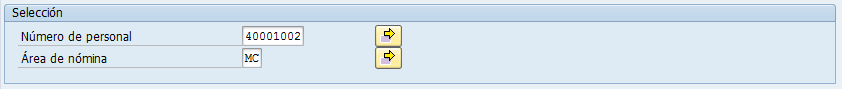 Selección
Número de personal 40001002
Área de nómina MC